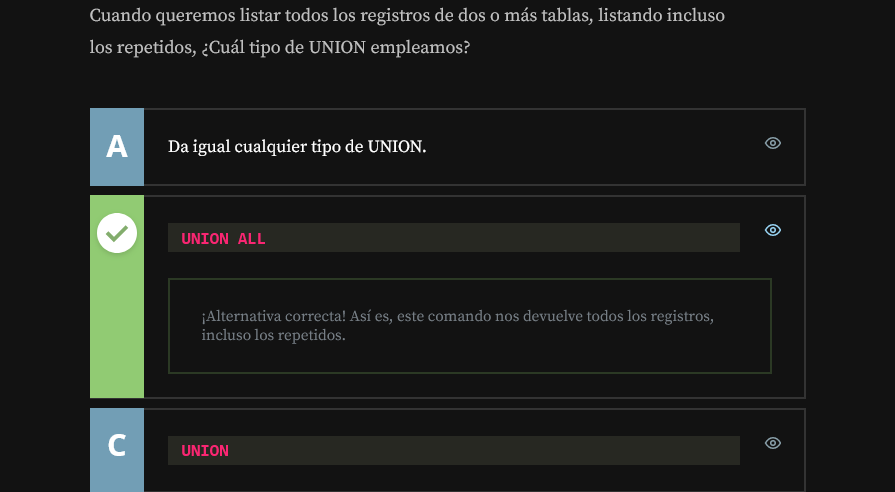 Cuando queremos listar todos los registros de dos o más tablas, listando incluso
los repetidos, ¿Cuál tipo de UNION empleamos?
A
Da igual cualquier tipo de UNION.
UNION ALL
¡Alternativa correcta! Así es, este comando nos devuelve todos los registros,
incluso los repetidos.
C
UNION